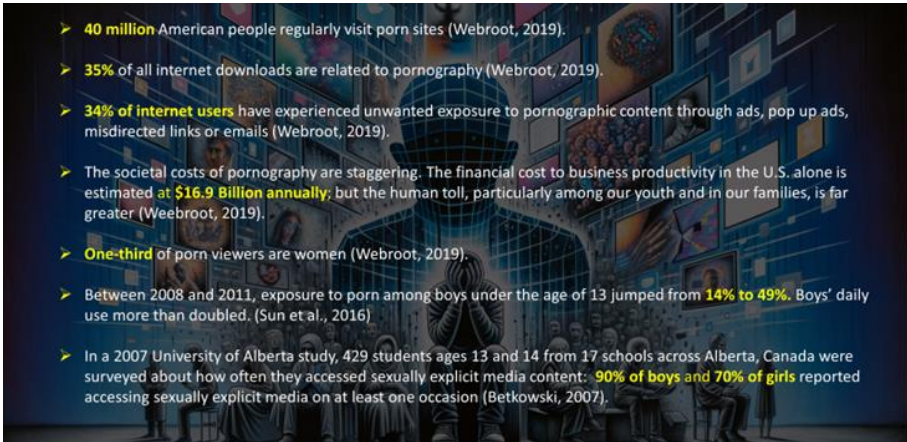 ➢ 40 million American people regularly visit porn sites (Webroot, 2019).
➢ 35% of all internet downloads are related to pornography (Webroot, 2019).
➢ 34% of internet users have experienced unwanted exposure to pornographic content through ads, pop up ads,
misdirected links or emails (Webroot, 2019).
➢ The societal costs of pornography are staggering. The financial cost to business productivity in the U.S. alone is
estimated at $16.9 Billion annually; but the human toll, particularly among our youth and in our families, is far
greater (Weebroot, 2019).
➢ One-third of porn viewers are women (Webroot, 2019).
➢ Between 2008 and 2011, exposure to porn among boys under the age of 13 jumped from 14% to 49%. Boys' daily
use more than doubled. (Sun et al., 2016)
➢ In a 2007 University of Alberta study, 429 students ages 13 and 14 from 17 schools across Alberta, Canada were
surveyed about how often they accessed sexually explicit media content: 90% of boys and 70% of girls reported
accessing sexually explicit media on at least one occasion (Betkowski, 2007).